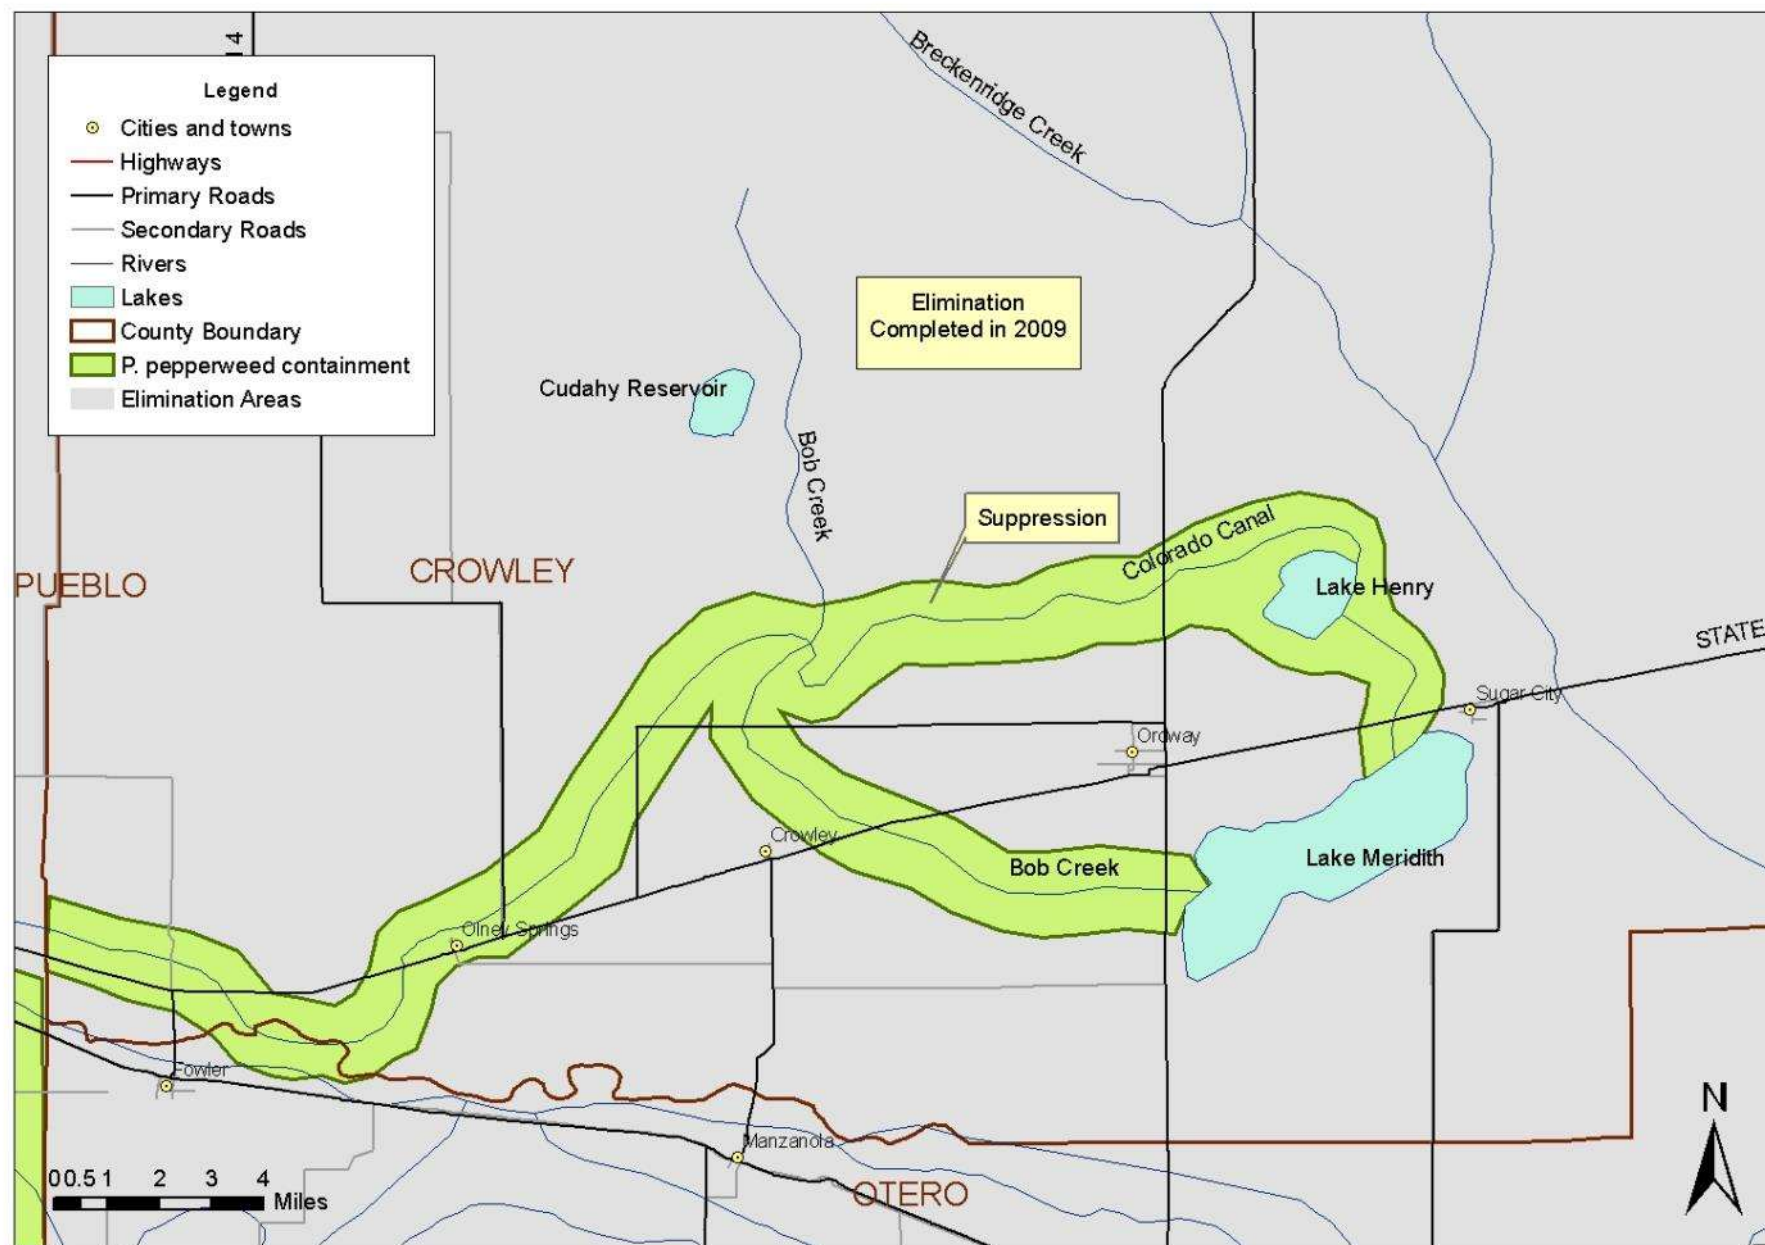 14
Legend
Cities and towns
Highways
Primary Roads
Secondary Roads
Rivers
Lakes
County Boundary
P. pepperweed containment
Elimination Areas
Breckenridge Creek
Elimination
Completed in 2009
Cudahy Reservoir
Bob Creek
Suppression
Colorado Canal
PUEBLO
CROWLEY
Lake Henry
STATE
Sugar City
Ordway
Crowley
Bob Creek
Lake Meridith
Olney Springs
Fowler
Manzanola
OTERO
N
0 0.5 1 2 3 4
Miles